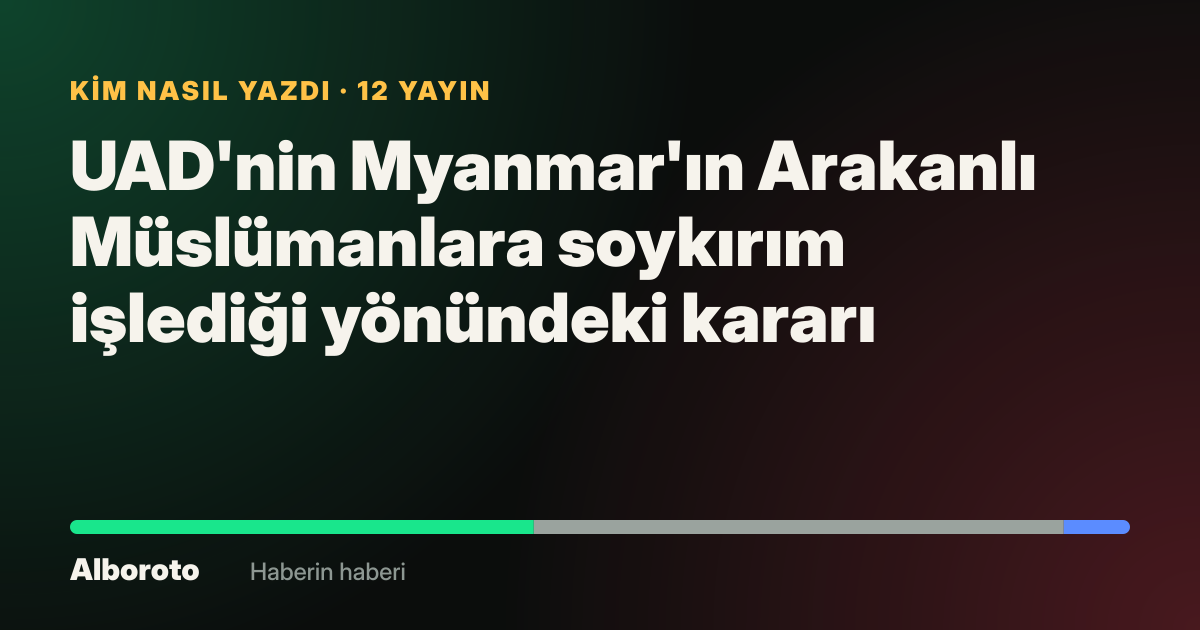 KİM NASIL YAZDI · 12 YAYIN
UAD'nin Myanmar'ın Arakanlı
Müslümanlara soykırım
işlediği yönündeki kararı
Alboroto
Haberin haberi